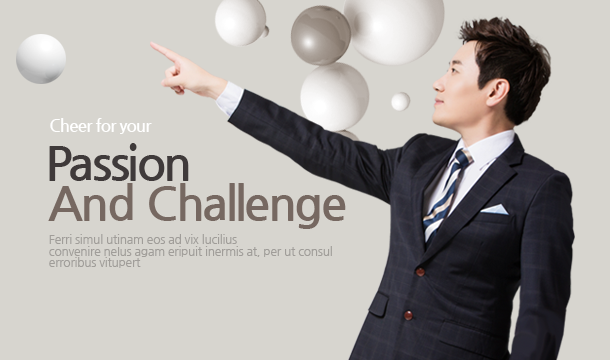 Cheer for your
Passion
And Challenge
Ferri simul utinam eos ad vix lucilius
convenire nelus agam eripuit inermis at, per ut consul
erroribus vitupert